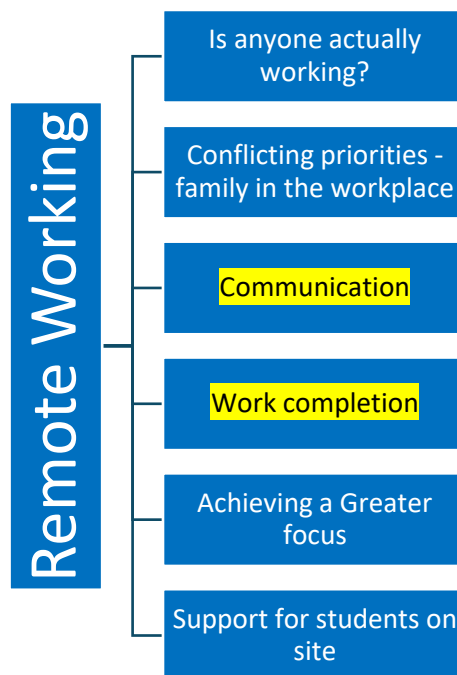 Remote Working
Is anyone actually
working?
Conflicting priorities -
family in the workplace
Communication
Work completion
Achieving a Greater
focus
Support for students on
site